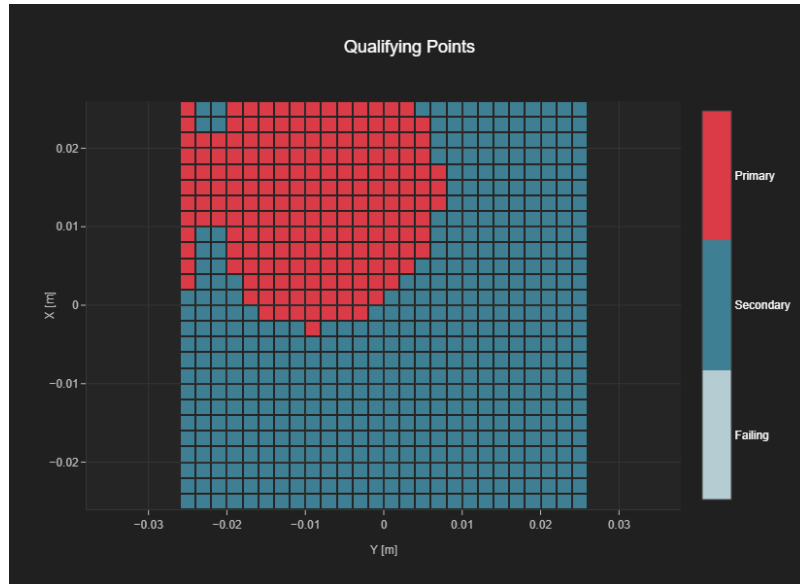 Qualifying Points
X [m]
0.02
0.01
0
−0.01
−0.02
−0.03
−0.02
−0.01
0
0.01
0.02
0.03
Y [m]
Primary
Secondary
Failing